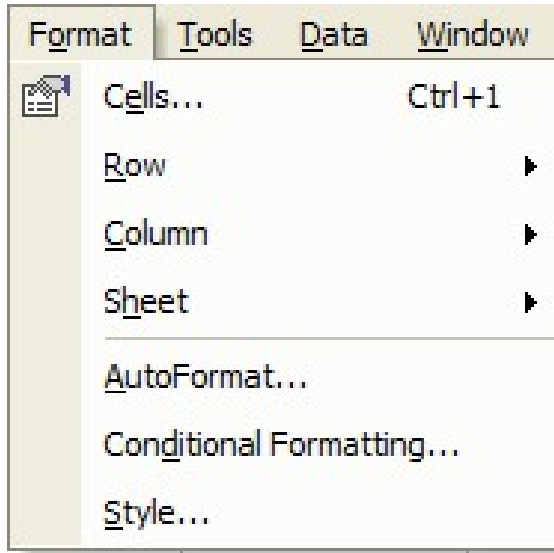 Format Tools Data Window
Cells... Ctrl+1
Row
Column
Sheet
AutoFormat...
Conditional Formatting...
Style...